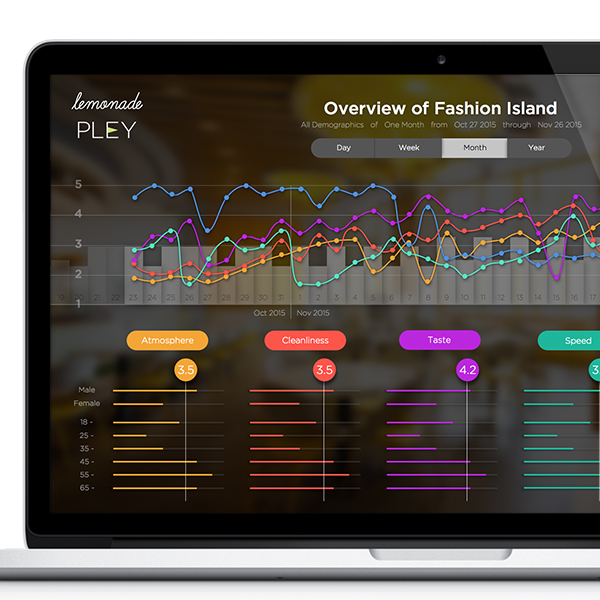 lemonade
PLEY
Overview of Fashion Island
All Demographics of One Month from Oct 27 2015 through Nov 26 2015
Day Week Month Year
5
4
3
2
1
19 21 22 23 24 25 26 27 28 29 30 31 1 2 3 4 5 6 7 8 9 10 11 12 13 14 15 16 17
Oct 2015 Nov 2015
Atmosphere Cleanliness Taste Speed
3.5 3.5 4.2 3
Male
Female
18 -
25 -
35 -
45 -
55 -
65 -